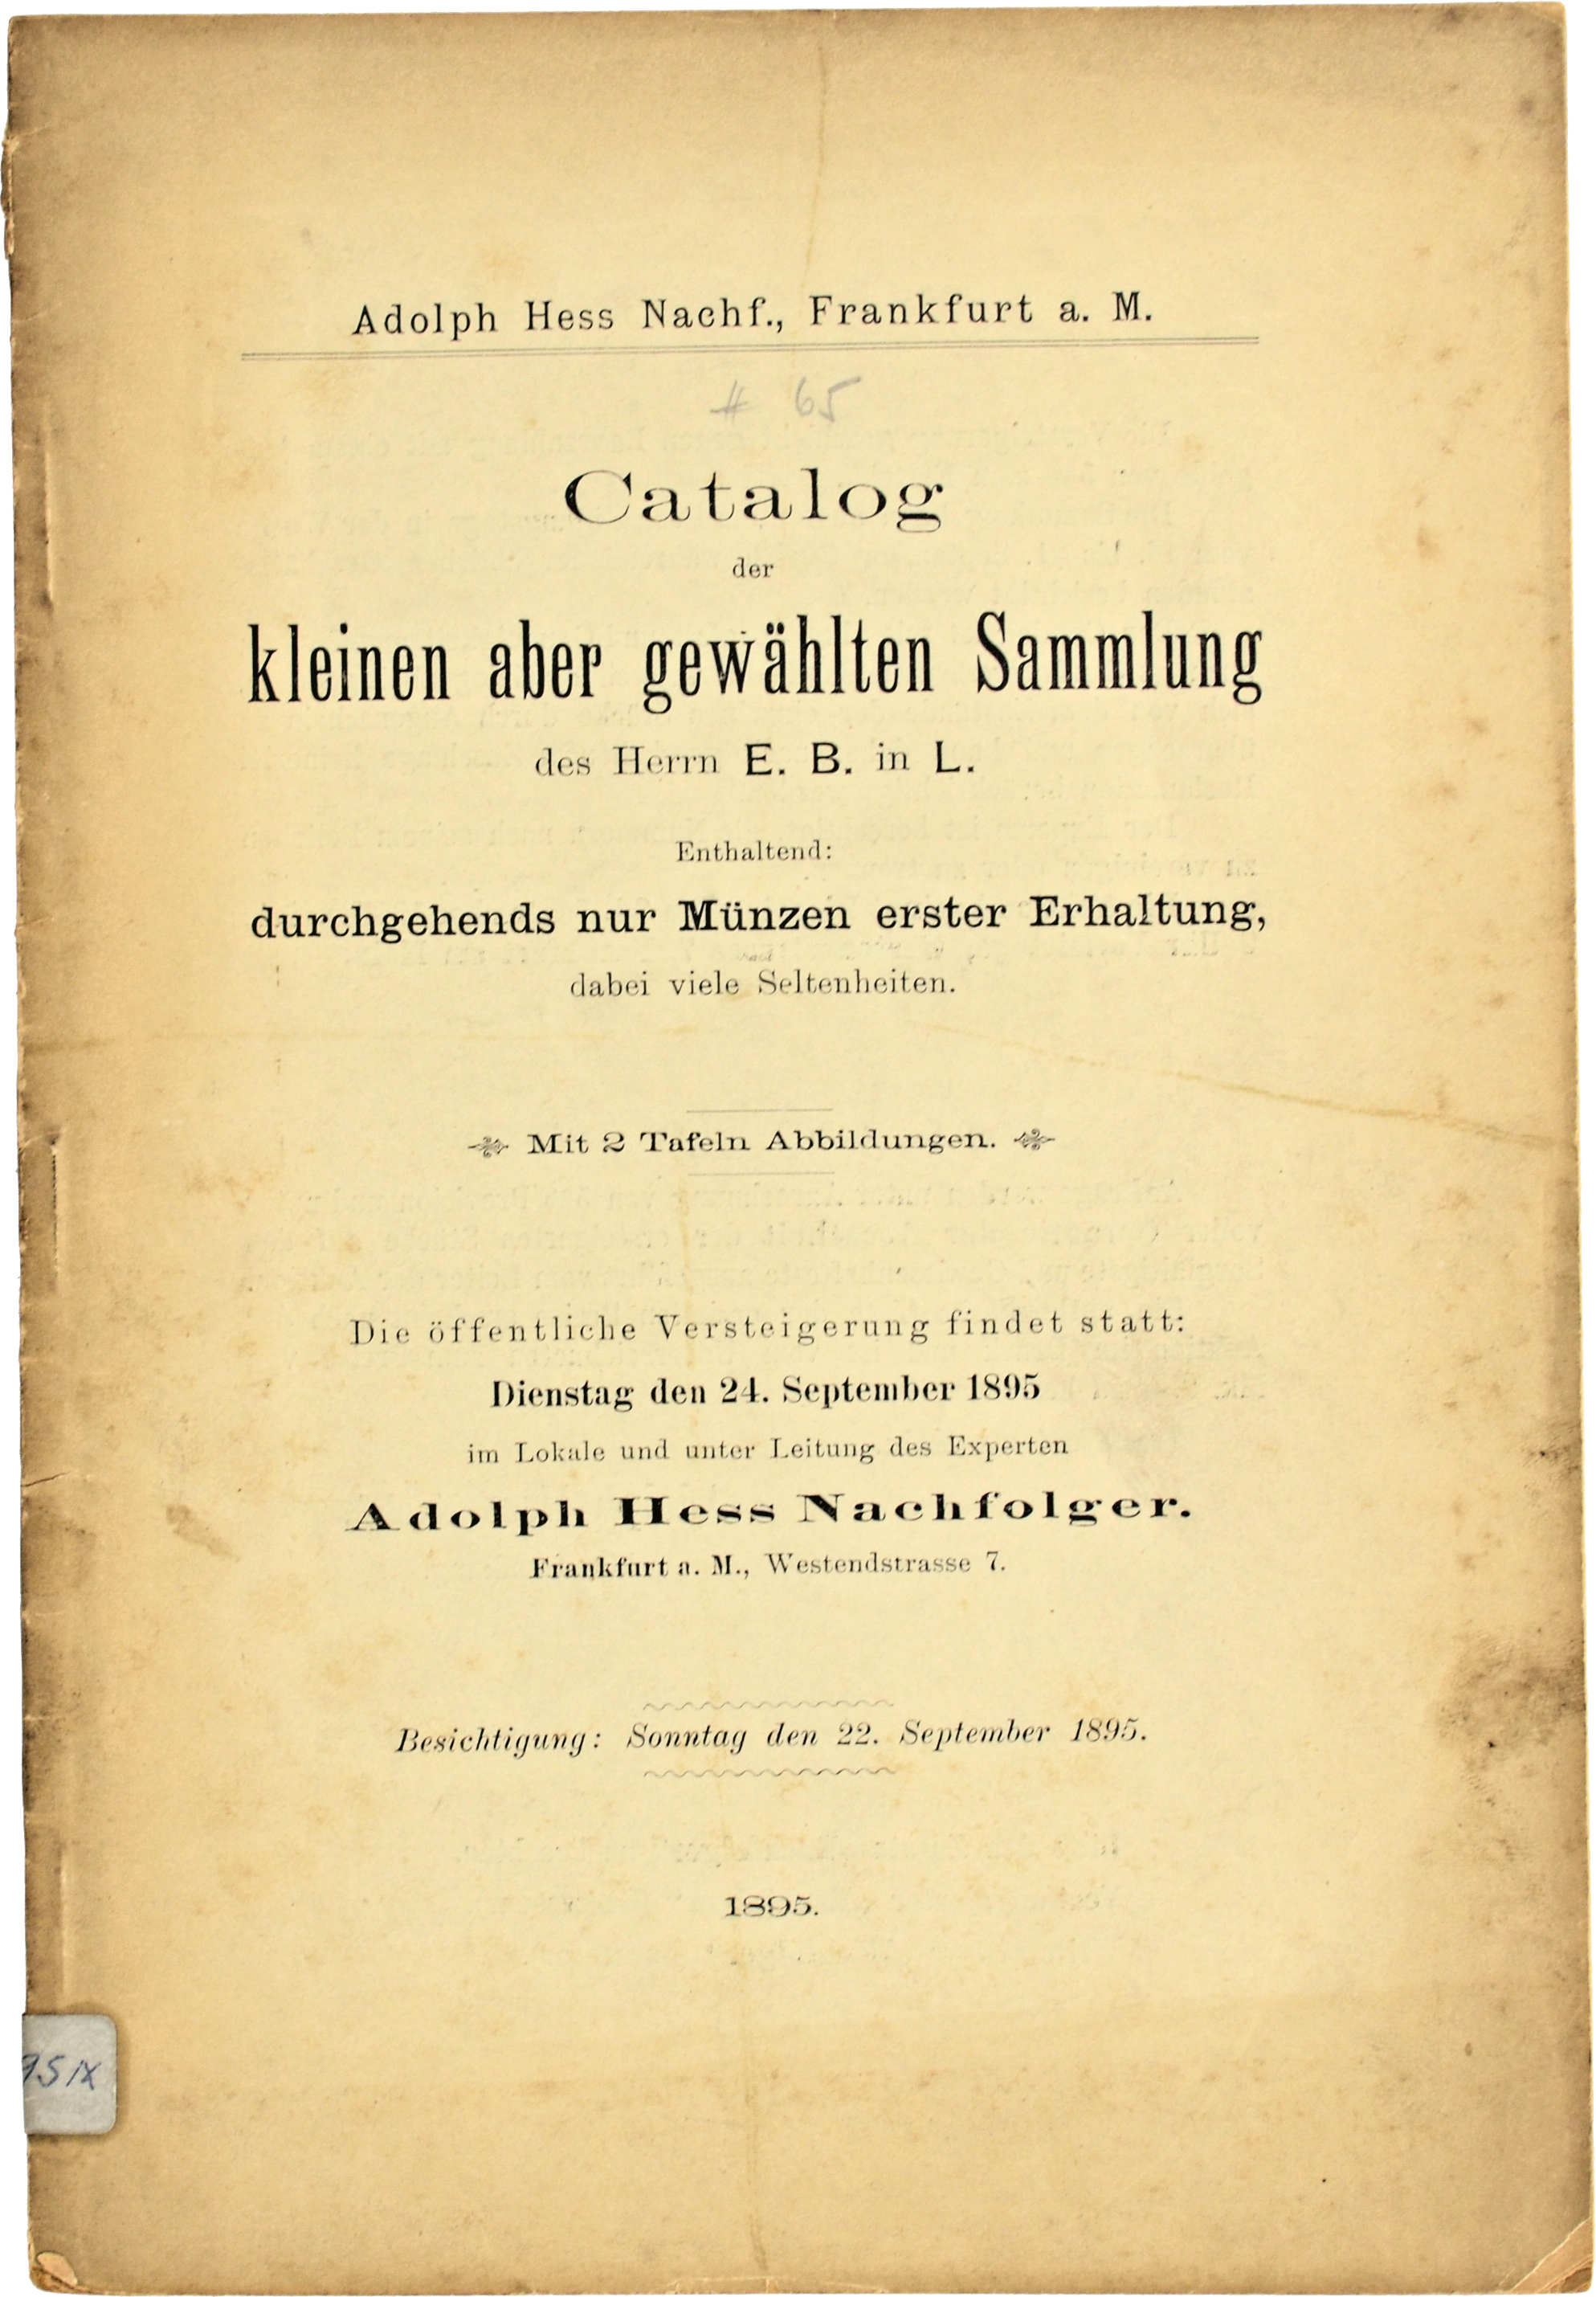 Adolph Hess Nachf., Frankfurt a. M.
# 65
Catalog
der
kleinen aber gewählten Sammlung
des Herrn E. B. in L.
Enthaltend:
durchgehends nur Münzen erster Erhaltung,
dabei viele Seltenheiten.
Mit 2 Tafeln Abbildungen.
Die öffentliche Versteigerung findet statt:
Dienstag den 24. September 1895
im Lokale und unter Leitung des Experten
Adolph Hess Nachfolger.
Frankfurt a. M., Westendstrasse 7.
Besichtigung: Sonntag den 22. September 1895.
1895.
95 IX